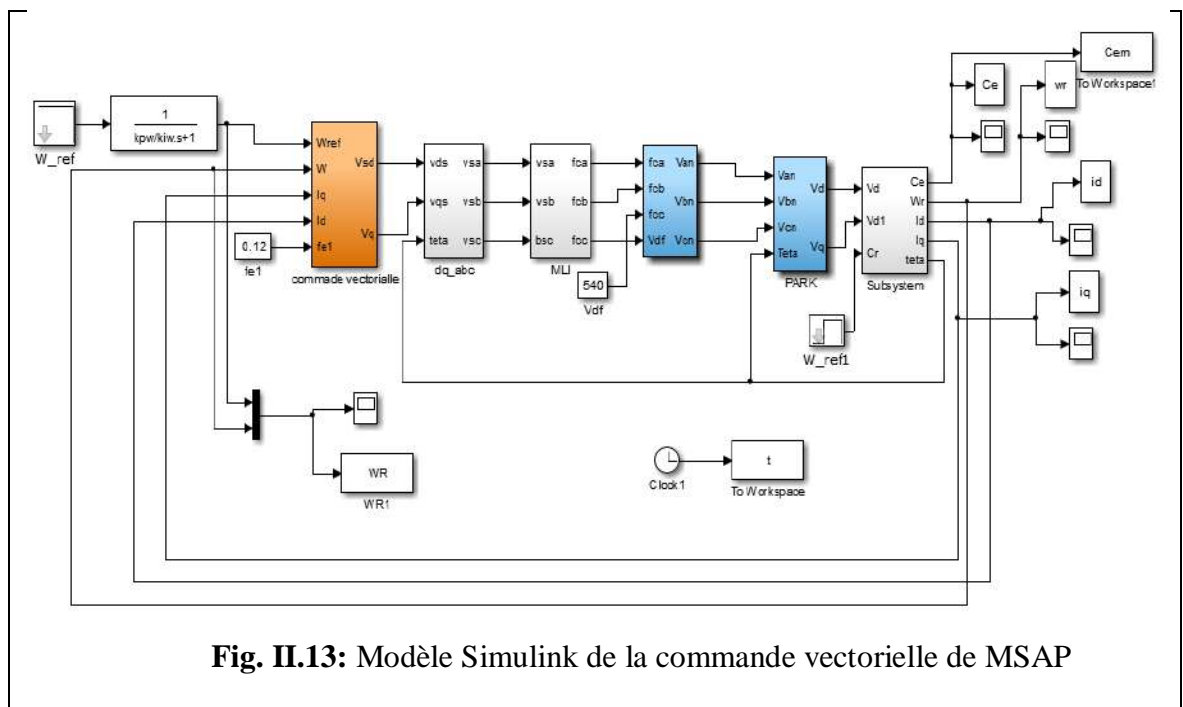 Cem
To Workspace1
Ce
wr
W_ref
1
kpw/kiw.s+1
Wref
W
Iq
Id
fe1
Vsd
Vq
commade vectorialle
0.12
fe1
vds
vqs
teta
vsa
vsb
vsc
dq_abc
vsa
vsb
bsc
fca
fcb
fcc
MLI
fca
fcb
fcc
Vdf
Van
Vbn
Vcn
540
Vdf
Van
Vbn
Vcn
Teta
Vd
Vq
PARK
Vd
Vd1
Cr
Ce
Wr
Id
Iq
teta
Subsystem
W_ref1
id
iq
WR
WR1
Clock1
t
To Workspace
Fig. II.13: Modèle Simulink de la commande vectorielle de MSAP